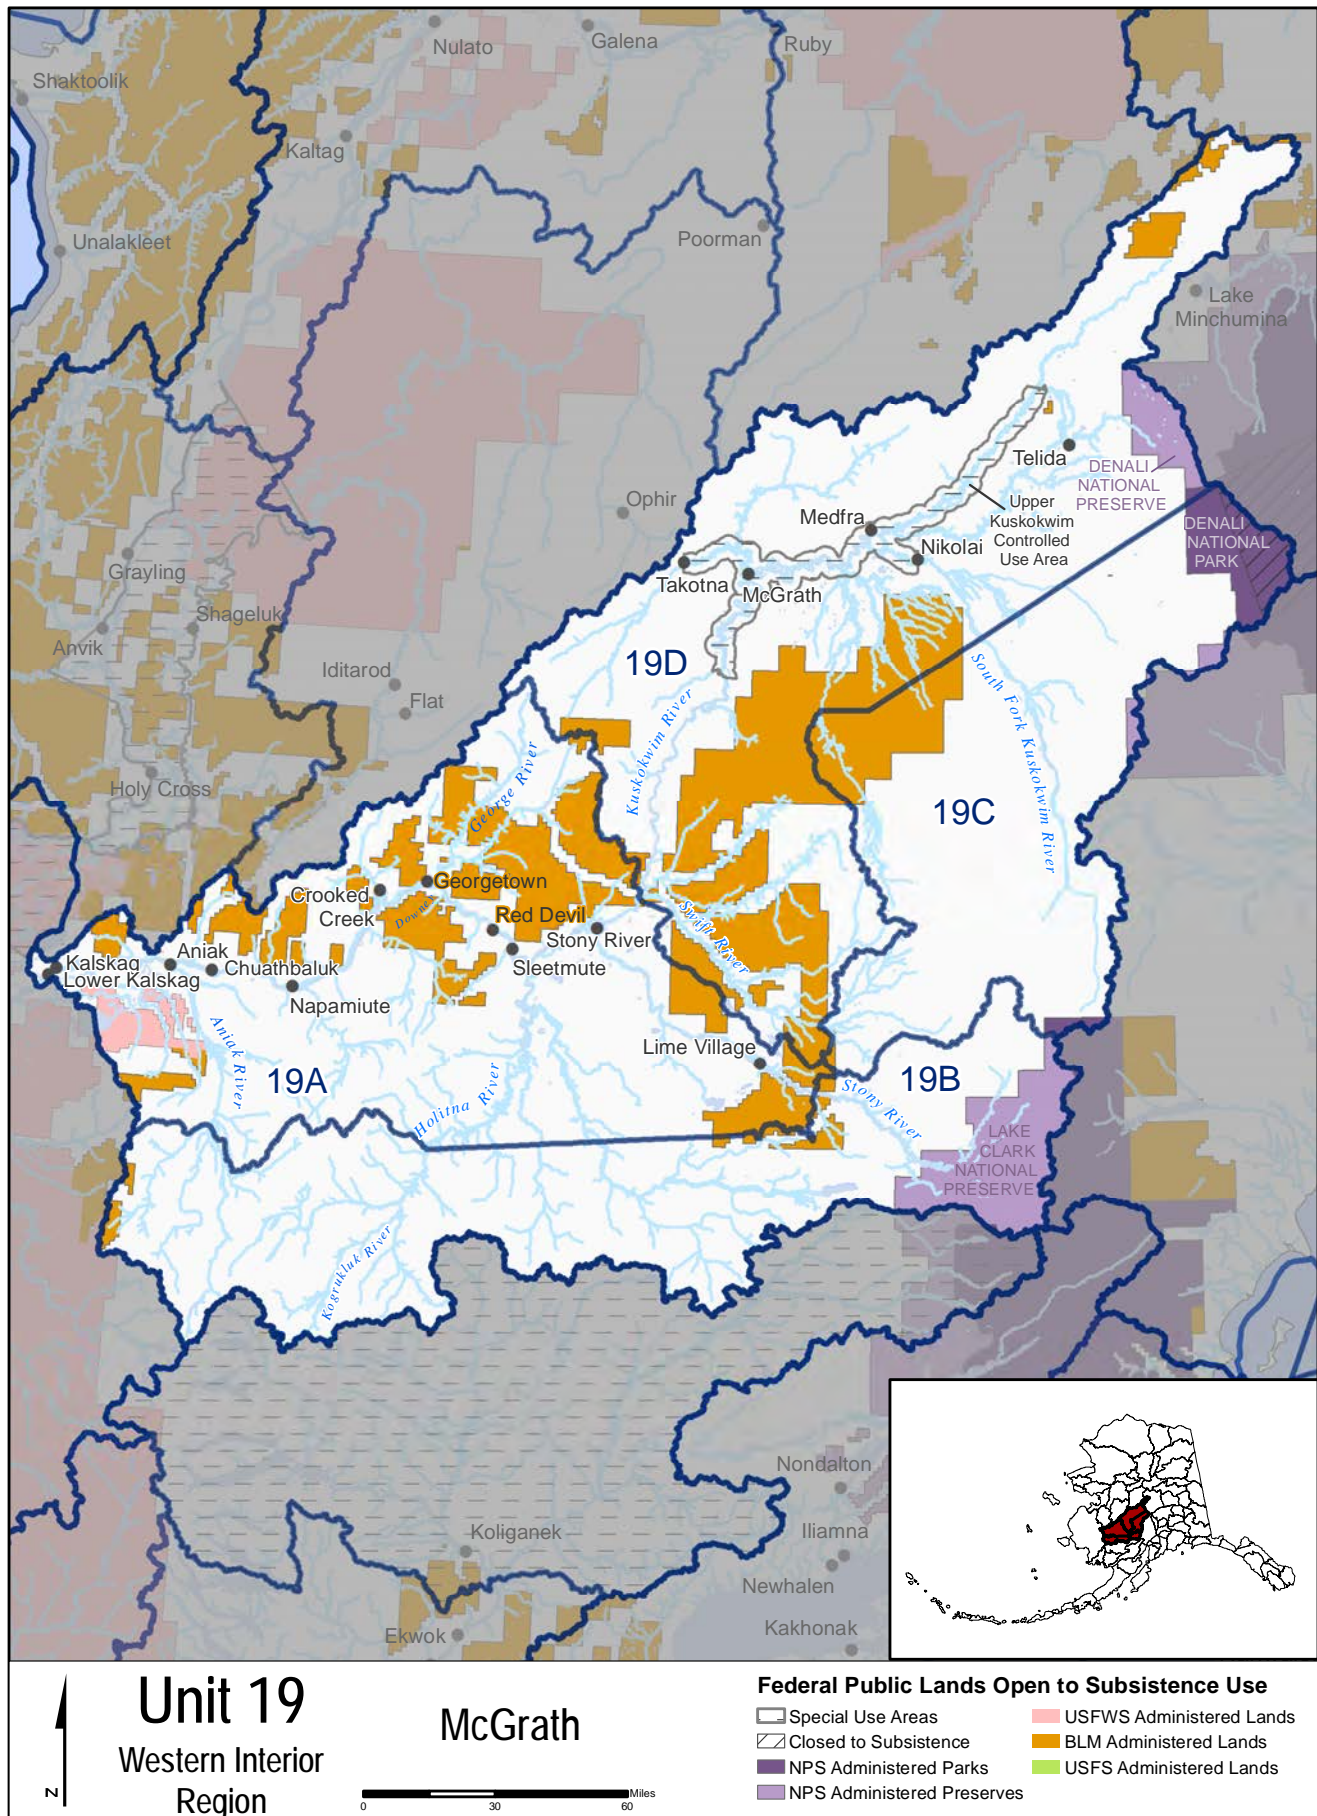 Nulato
Galena
Ruby
Shaktoolik
Kaltag
Unalakleet
Poorman
Lake
Minchumina
Telida
DENALI
NATIONAL
PRESERVE
Ophir
Upper
Kuskokwim
Controlled
Use Area
Medfra
Nikolai
DENALI
NATIONAL
PARK
Grayling
Takotna
McGrath
Shageluk
Anvik
Iditarod
Flat
19D
South Fork Kuskokwim River
Kuskokwim River
George River
Holy Cross
19C
Georgetown
Crooked
Creek
Downey
Red Devil
Stony River
Swift River
Sleetmute
Kalskag
Lower Kalskag
Aniak
Chuathbaluk
Napamiute
Aniak River
19A
Holitna River
Lime Village
19B
Stony River
LAKE
CLARK
NATIONAL
PRESERVE
Kogrukluk River
Nondalton
Iliamna
Koliganek
Newhalen
Ekwok
Kakhonak
N
Unit 19
Western Interior
Region
McGrath
0 30 60 Miles
Federal Public Lands Open to Subsistence Use
Special Use Areas
Closed to Subsistence
NPS Administered Parks
NPS Administered Preserves
USFWS Administered Lands
BLM Administered Lands
USFS Administered Lands